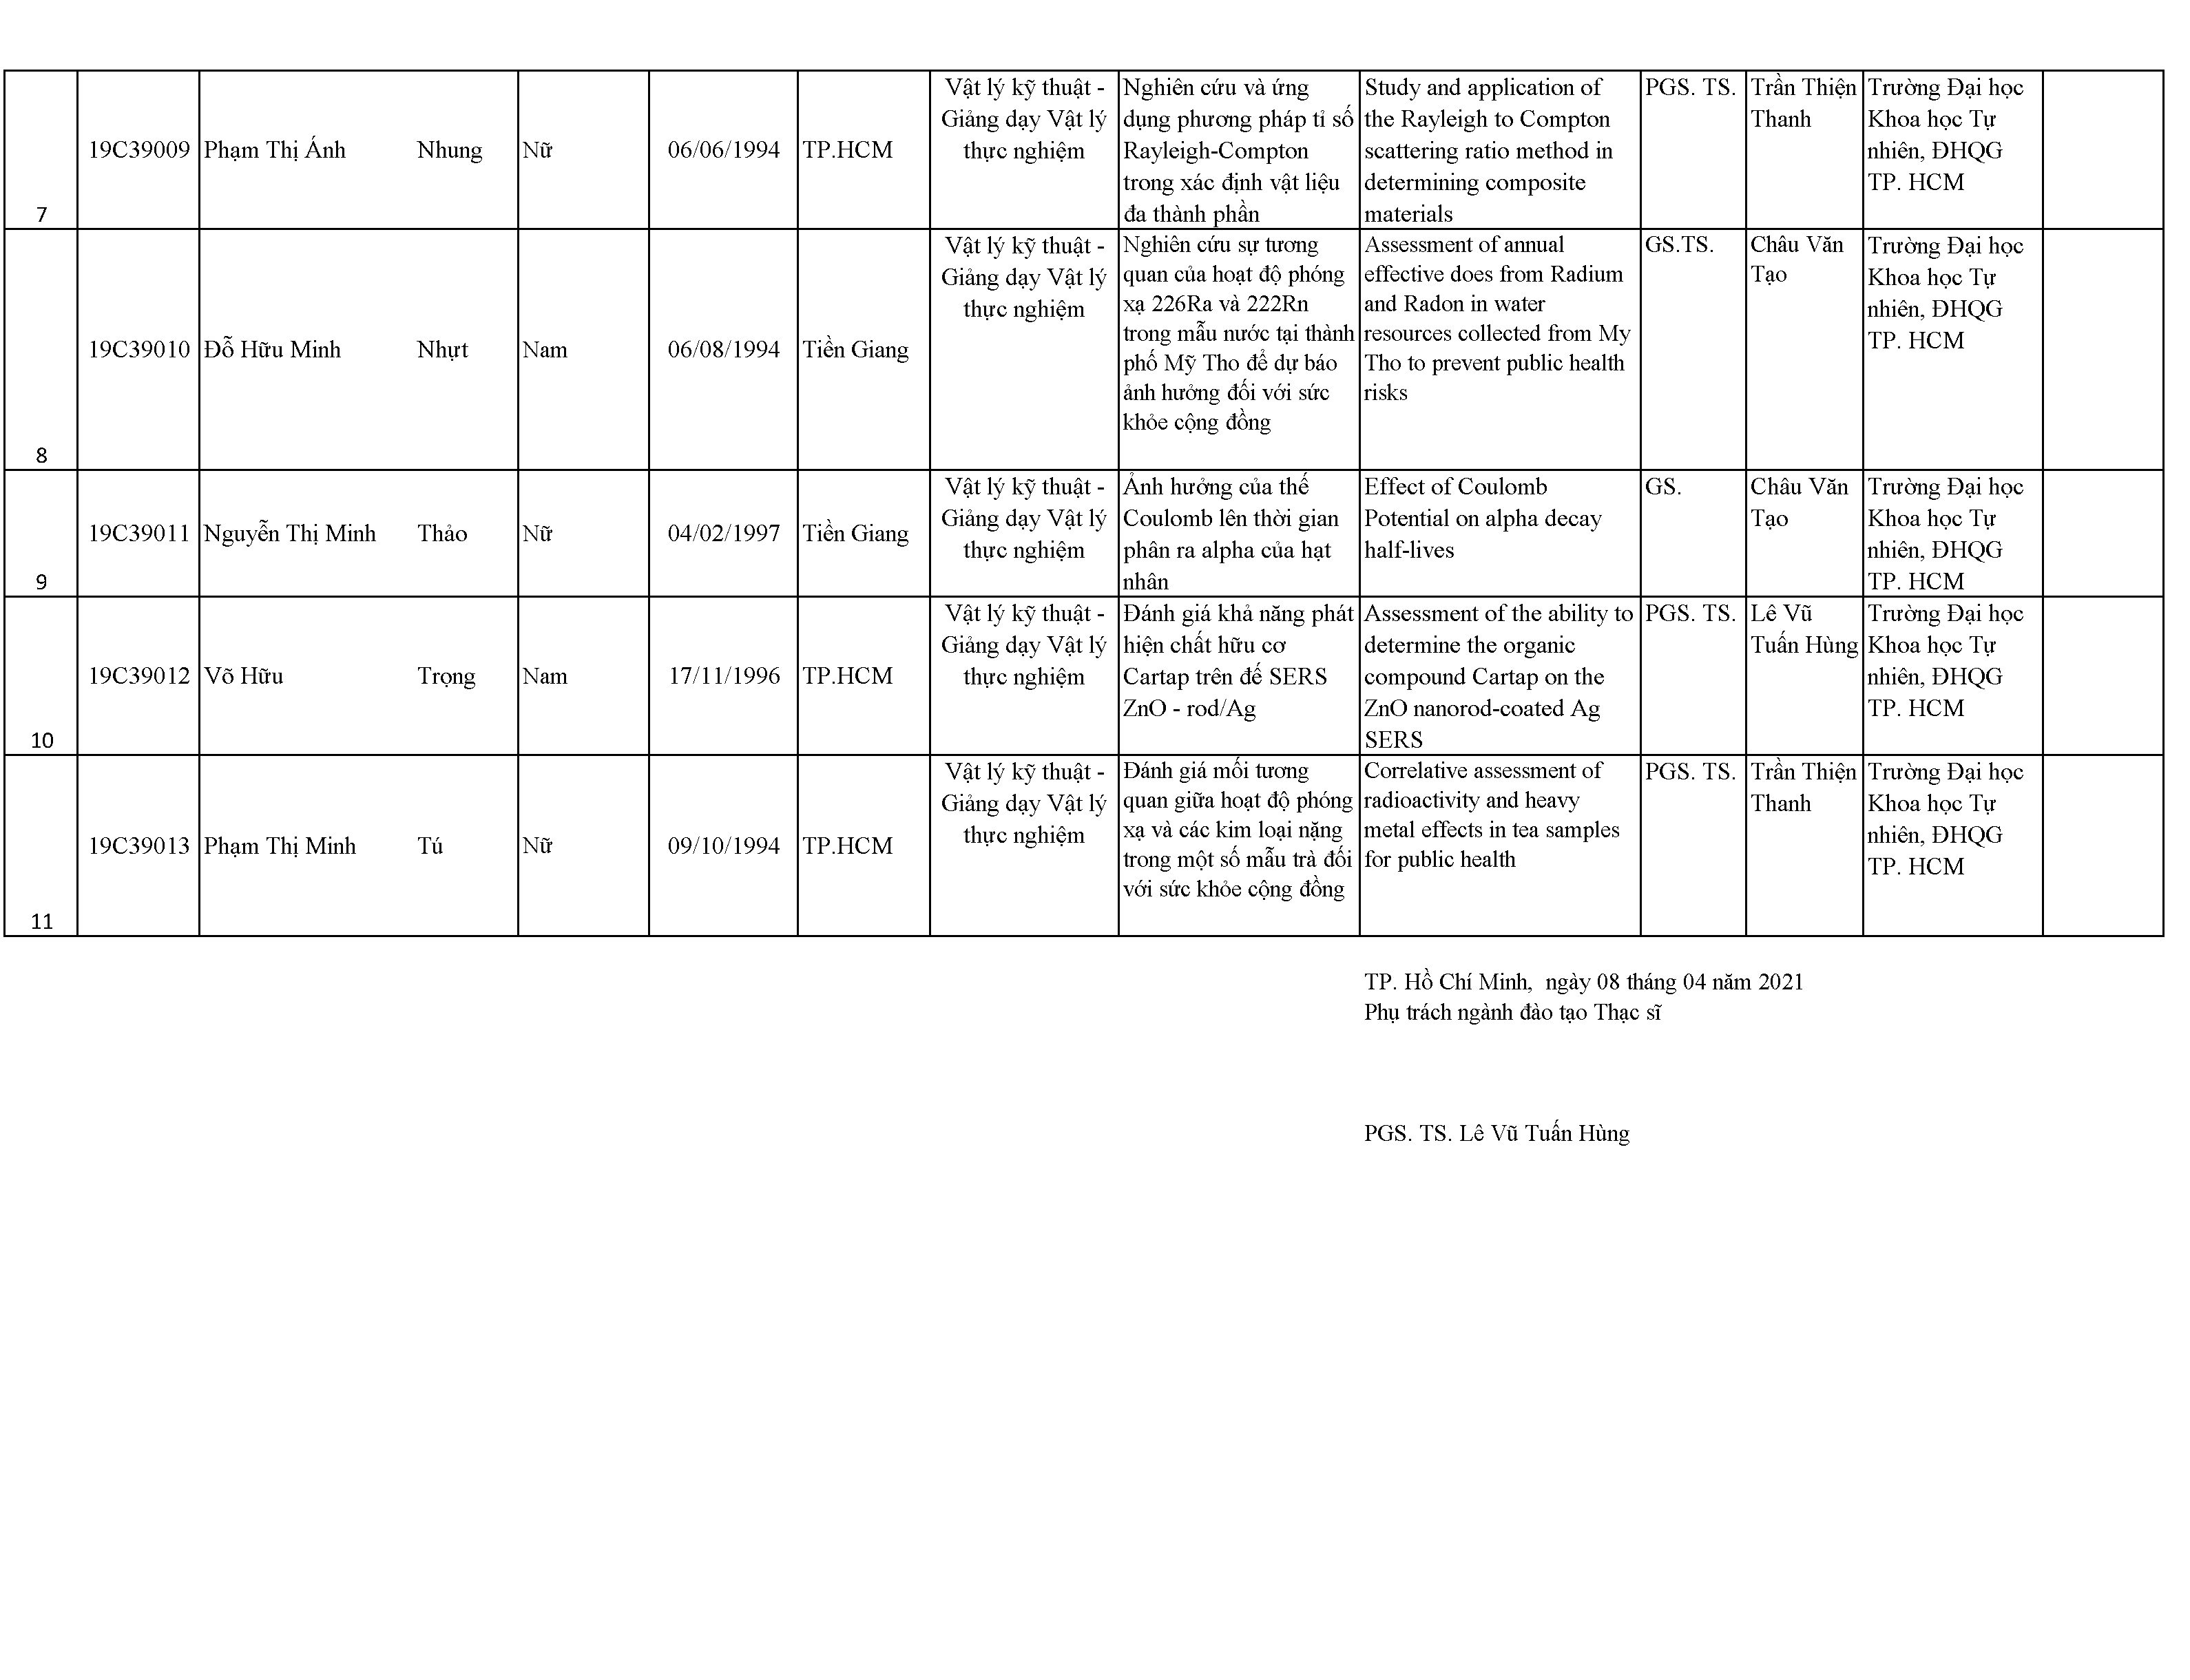 7
19C39009
Phạm Thị Ánh Nhung
Nữ
06/06/1994
TP.HCM
Vật lý kỹ thuật -
Giảng dạy Vật lý
thực nghiệm
Nghiên cứu và ứng
dụng phương pháp tỉ số
Rayleigh-Compton
trong xác định vật liệu
đa thành phần
Study and application of
the Rayleigh to Compton
scattering ratio method in
determining composite
materials
PGS. TS.
Trần Thiện
Thanh
Trường Đại học
Khoa học Tự
nhiên, ĐHQG
TP. HCM
8
19C39010
Đỗ Hữu Minh Nhựt
Nam
06/08/1994
Tiền Giang
Vật lý kỹ thuật -
Giảng dạy Vật lý
thực nghiệm
Nghiên cứu sự tương
quan của hoạt độ phóng
xạ 226Ra và 222Rn
trong mẫu nước tại thành
phố Mỹ Tho để dự báo
ảnh hưởng đối với sức
khỏe cộng đồng
Assessment of annual
effective does from Radium
and Radon in water
resources collected from My
Tho to prevent public health
risks
GS.TS.
Châu Văn
Tạo
Trường Đại học
Khoa học Tự
nhiên, ĐHQG
TP. HCM
9
19C39011
Nguyễn Thị Minh Thảo
Nữ
04/02/1997
Tiền Giang
Vật lý kỹ thuật -
Giảng dạy Vật lý
thực nghiệm
Ảnh hưởng của thế
Coulomb lên thời gian
phân ra alpha của hạt
nhân
Effect of Coulomb
Potential on alpha decay
half-lives
GS.
Châu Văn
Tạo
Trường Đại học
Khoa học Tự
nhiên, ĐHQG
TP. HCM
10
19C39012
Võ Hữu Trọng
Nam
17/11/1996
TP.HCM
Vật lý kỹ thuật -
Giảng dạy Vật lý
thực nghiệm
Đánh giá khả năng phát
hiện chất hữu cơ
Cartap trên đế SERS
ZnO - rod/Ag
Assessment of the ability to
determine the organic
compound Cartap on the
ZnO nanorod-coated Ag
SERS
PGS. TS.
Lê Vũ
Tuấn Hùng
Trường Đại học
Khoa học Tự
nhiên, ĐHQG
TP. HCM
11
19C39013
Phạm Thị Minh Tú
Nữ
09/10/1994
TP.HCM
Vật lý kỹ thuật -
Giảng dạy Vật lý
thực nghiệm
Đánh giá mối tương
quan giữa hoạt độ phóng
xạ và các kim loại nặng
trong một số mẫu trà đối
với sức khỏe cộng đồng
Correlative assessment of
radioactivity and heavy
metal effects in tea samples
for public health
PGS. TS.
Trần Thiện
Thanh
Trường Đại học
Khoa học Tự
nhiên, ĐHQG
TP. HCM
TP. Hồ Chí Minh, ngày 08 tháng 04 năm 2021
Phụ trách ngành đào tạo Thạc sĩ
PGS. TS. Lê Vũ Tuấn Hùng